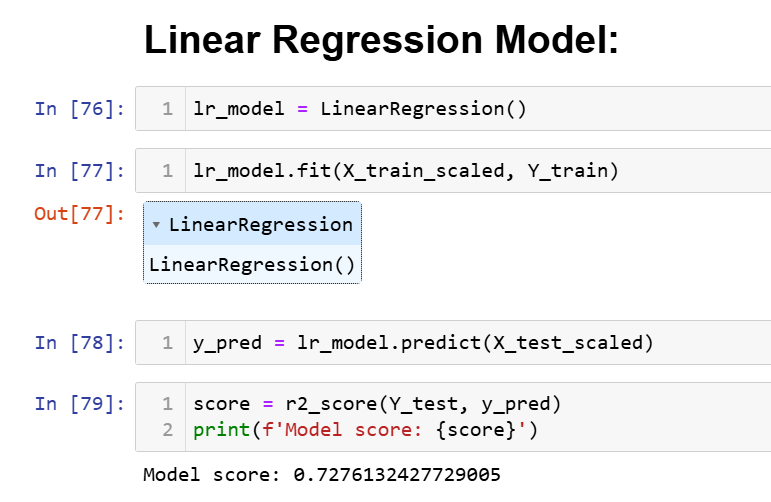 Linear Regression Model:
In [76]: 1 lr_model = LinearRegression()
In [77]: 1 lr_model.fit(X_train_scaled, Y_train)
Out[77]: ▾ LinearRegression
LinearRegression()
In [78]: 1 y_pred = lr_model.predict(X_test_scaled)
In [79]: 1 score = r2_score(Y_test, y_pred)
2 print(f'Model score: {score}')
Model score: 0.7276132427729005